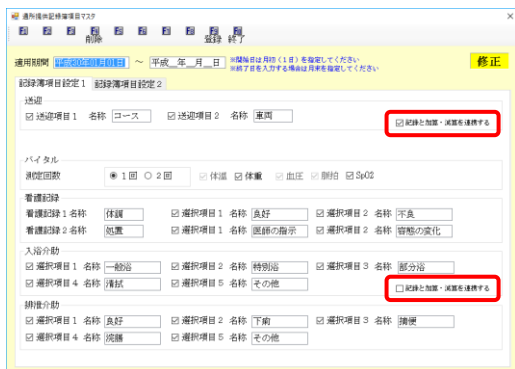 通所提供記録簿項目マスタ
削除 登録 終了
適用期間 平成30年01月01日 ～ 平成__年__月__日 ※開始日は月初（1日）を指定してください
※終了日を入力する場合は月末を指定してください
修正
記録簿項目設定1 記録簿項目設定2
送迎
送迎項目1 名称 コース 送迎項目2 名称 車両
記録と加算・減算を連携する
バイタル
測定回数 1回 2回 体温 体重 血圧 脈拍 SpO2
看護記録
看護記録1名称 体調 選択項目1 名称 良好 選択項目2 名称 不良
看護記録2名称 処置 選択項目1 名称 医師の指示 選択項目2 名称 容態の変化
入浴介助
選択項目1 名称 一般浴 選択項目2 名称 特別浴 選択項目3 名称 部分浴
選択項目4 名称 清拭 選択項目5 名称 その他
記録と加算・減算を連携する
排泄介助
選択項目1 名称 良好 選択項目2 名称 下痢 選択項目3 名称 摘便
選択項目4 名称 浣腸 選択項目5 名称 その他